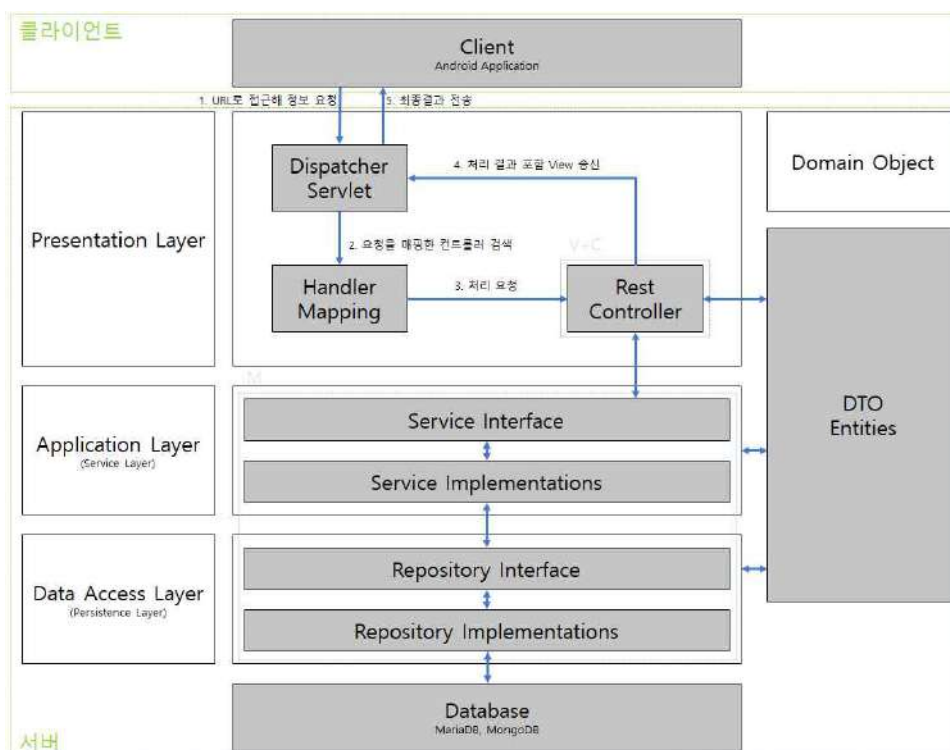 클라이언트
Client
Android Application
1. URL로 접근해 정보 요청
5. 최종결과 전송
Presentation Layer
Dispatcher
Servlet
4. 처리 결과 포함 View 송신
Domain Object
2. 요청을 매핑한 컨트롤러 검색
V+C
Handler
Mapping
3. 처리 요청
Rest
Controller
M
DTO
Entities
Application Layer
(Service Layer)
Service Interface
Service Implementations
Data Access Layer
(Persistence Layer)
Repository Interface
Repository Implementations
Database
MariaDB, MongoDB
서버